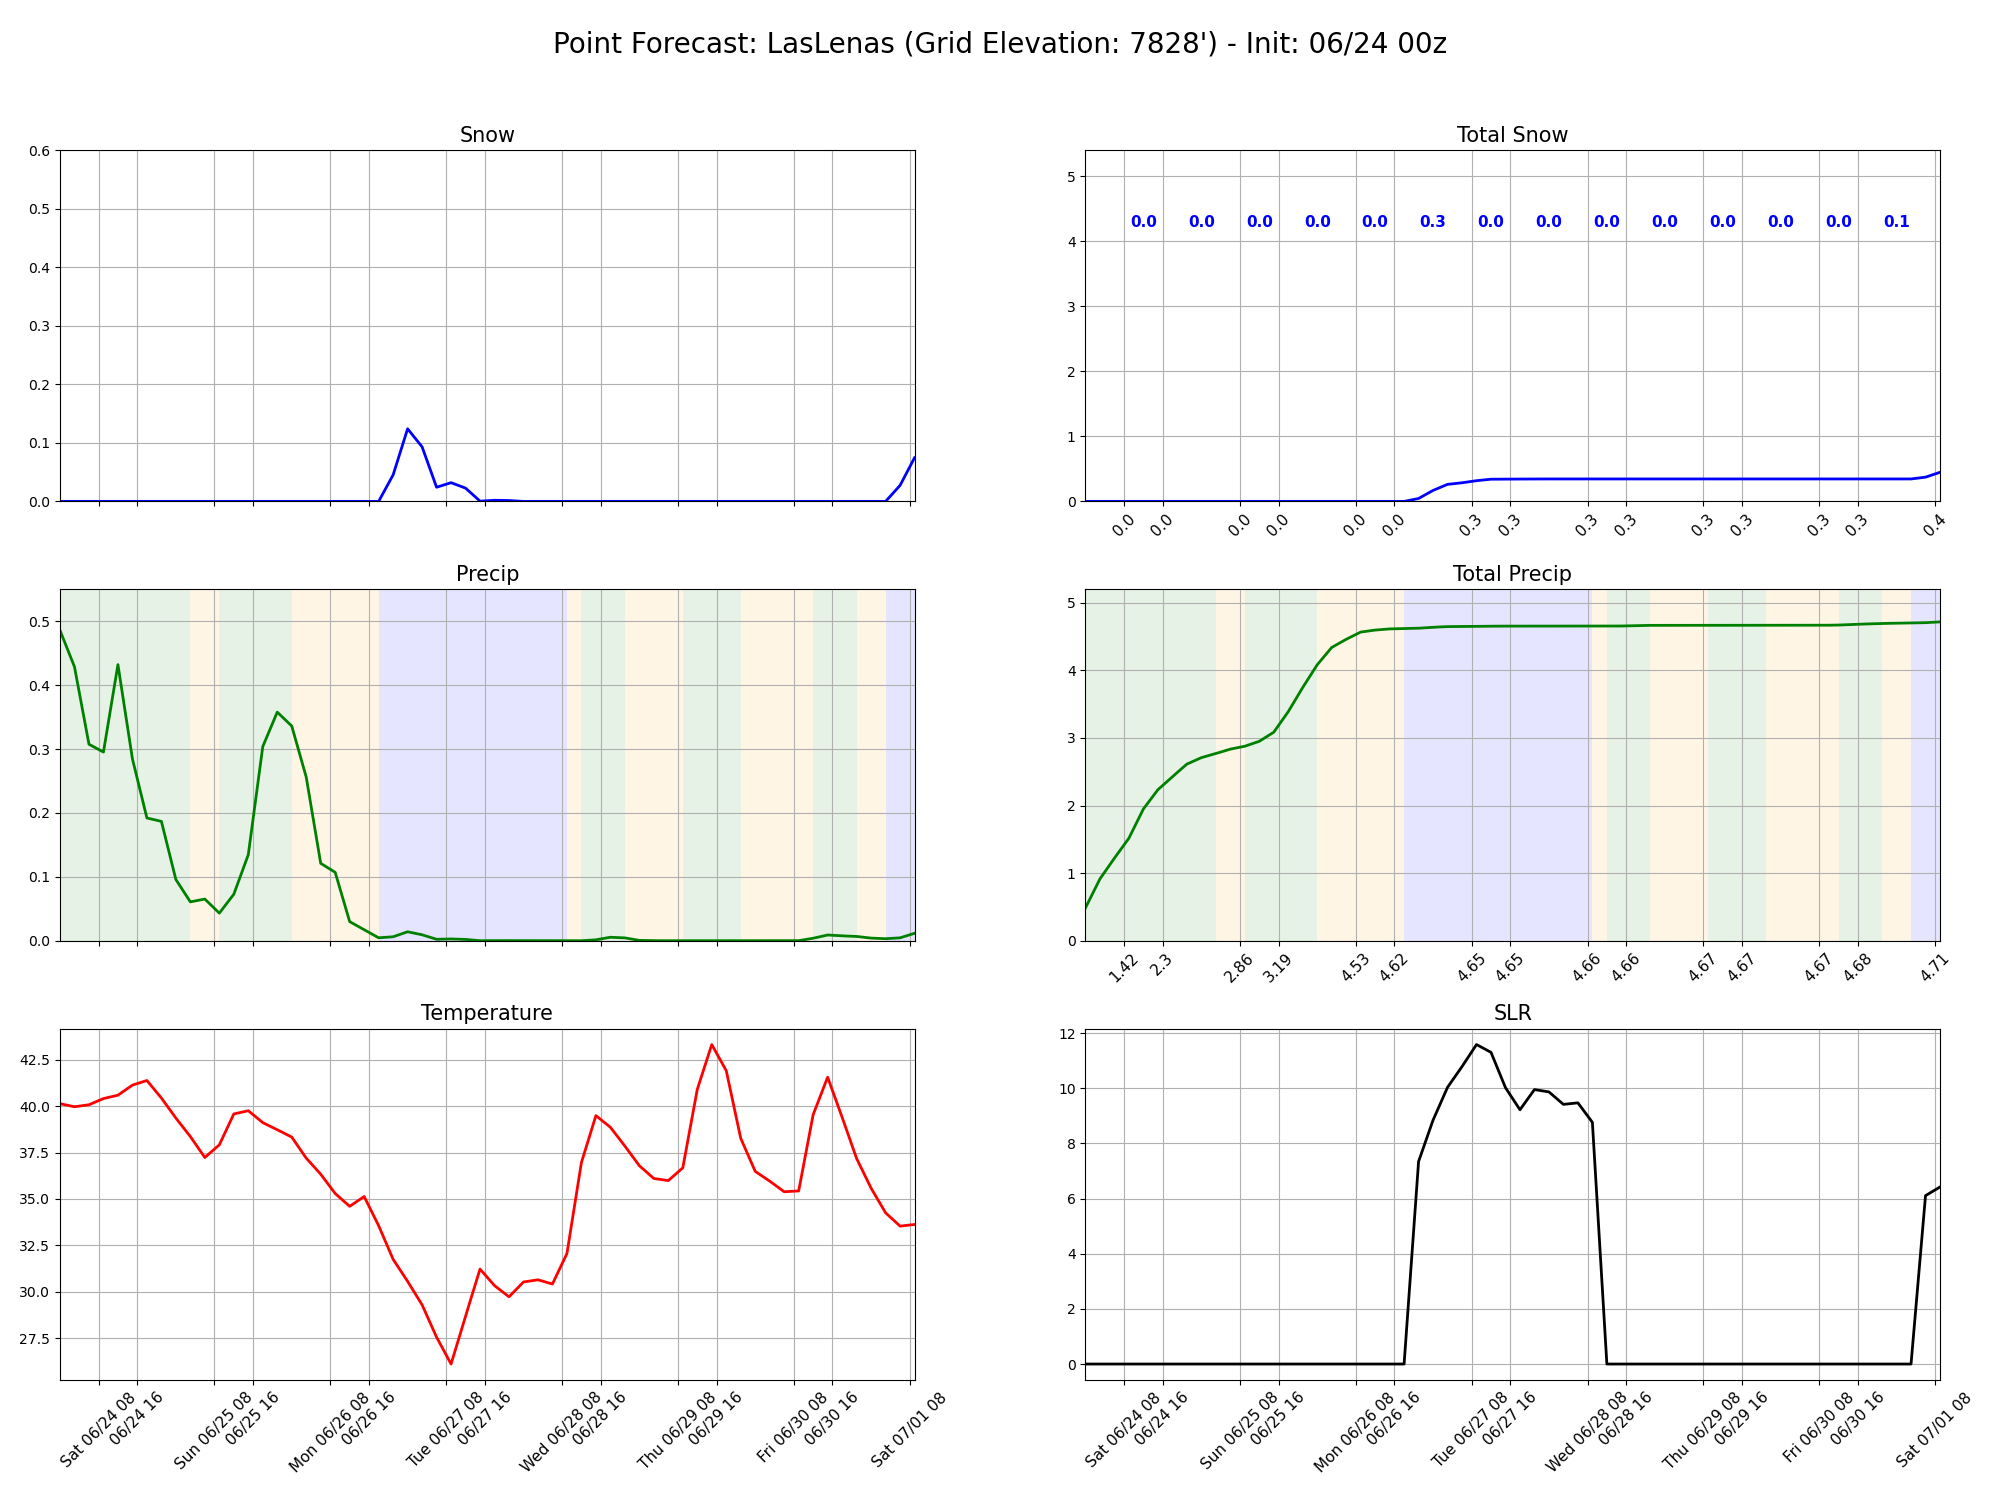 Point Forecast: LasLenas (Grid Elevation: 7828') - Init: 06/24 00z
Snow
0.6
0.5
0.4
0.3
0.2
0.1
0.0
Total Snow
5
4
3
2
1
0
0.0 0.0 0.0 0.0 0.0 0.3 0.0 0.0 0.0 0.0 0.0 0.0 0.0 0.1
0.0 0.0 0.0 0.0 0.0 0.0 0.3 0.3 0.3 0.3 0.3 0.3 0.3 0.3 0.4
Precip
0.5
0.4
0.3
0.2
0.1
0.0
Total Precip
5
4
3
2
1
0
1.42 2.3 2.86 3.19 4.53 4.62 4.65 4.65 4.66 4.66 4.67 4.67 4.67 4.68 4.71
Temperature
42.5
40.0
37.5
35.0
32.5
30.0
27.5
Sat 06/24 08
06/24 16
Sun 06/25 08
06/25 16
Mon 06/26 08
06/26 16
Tue 06/27 08
06/27 16
Wed 06/28 08
06/28 16
Thu 06/29 08
06/29 16
Fri 06/30 08
06/30 16
Sat 07/01 08
SLR
12
10
8
6
4
2
0
Sat 06/24 08
06/24 16
Sun 06/25 08
06/25 16
Mon 06/26 08
06/26 16
Tue 06/27 08
06/27 16
Wed 06/28 08
06/28 16
Thu 06/29 08
06/29 16
Fri 06/30 08
06/30 16
Sat 07/01 08